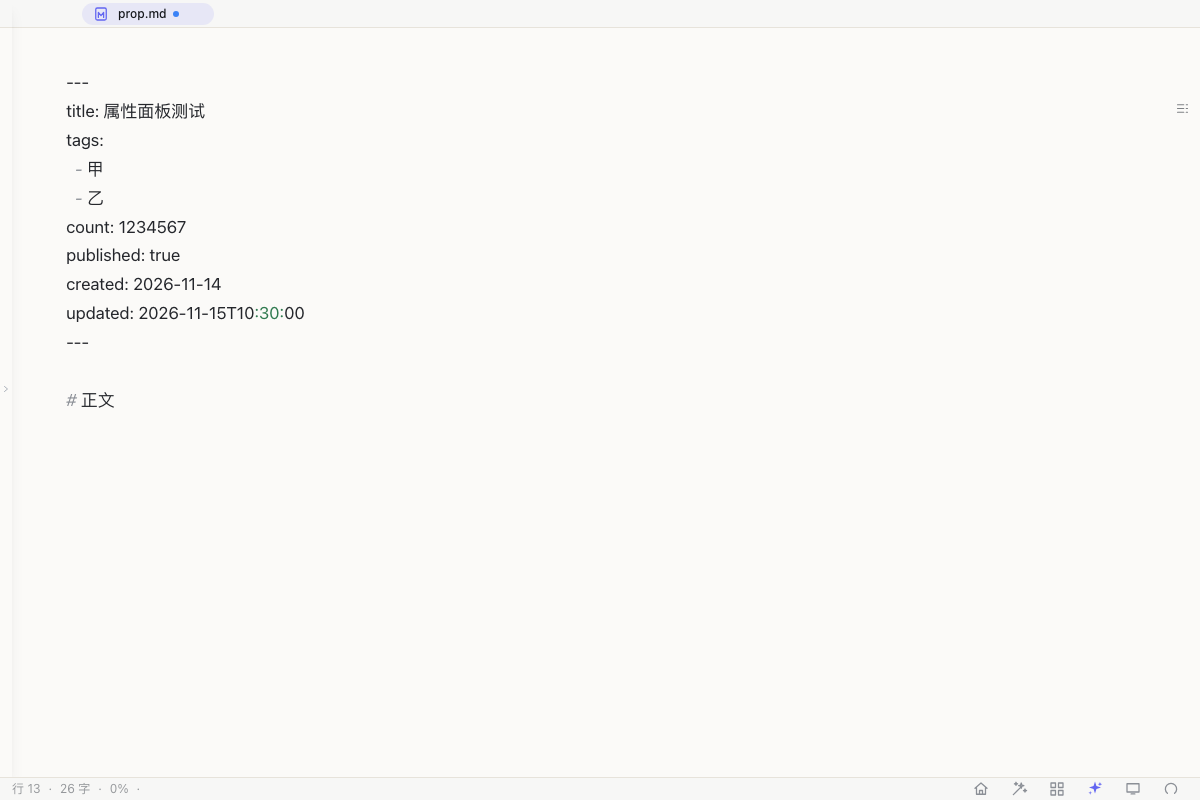 prop.md
---
title: 属性面板测试
tags:
  - 甲
  - 乙
count: 1234567
published: true
created: 2026-11-14
updated: 2026-11-15T10:30:00
---
# 正文
行 13 · 26 字 · 0% ·